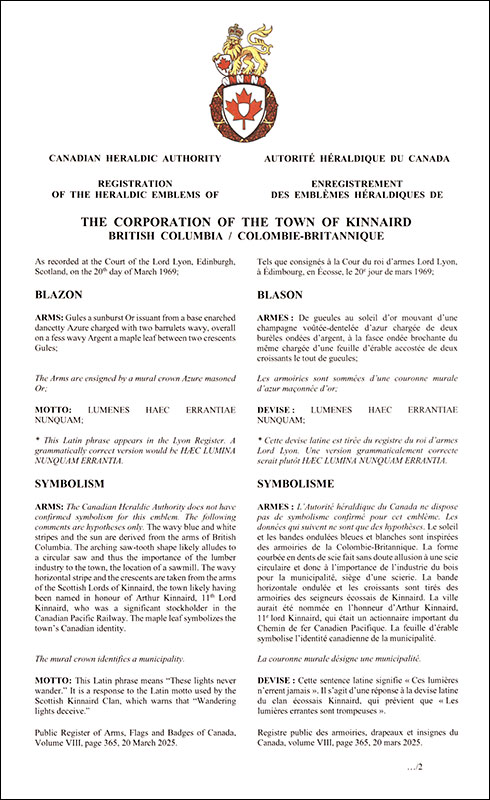 CANADIAN HERALDIC AUTHORITY
REGISTRATION
OF THE HERALDIC EMBLEMS OF
AUTORITÉ HÉRALDIQUE DU CANADA
ENREGISTREMENT
DES EMBLÈMES HÉRALDIQUES DE
THE CORPORATION OF THE TOWN OF KINNAIRD
BRITISH COLUMBIA / COLOMBIE-BRITANNIQUE
As recorded at the Court of the Lord Lyon, Edinburgh,
Scotland, on the 20th day of March 1969;
BLAZON
ARMS: Gules a sunburst Or issuant from a base enarched
dancetty Azure charged with two barrulets wavy, overall
on a fess wavy Argent a maple leaf between two crescents
Gules;
The Arms are ensigned by a mural crown Azure masoned
Or;
MOTTO: LUMENES HAEC ERRANTIAE
NUNQUAM;
* This Latin phrase appears in the Lyon Register. A
grammatically correct version would be HÆC LUMINA
NUNQUAM ERRANTIA.
SYMBOLISM
ARMS: The Canadian Heraldic Authority does not have
confirmed symbolism for this emblem. The following
comments are hypotheses only. The wavy blue and white
stripes and the sun are derived from the arms of British
Columbia. The arching saw-tooth shape likely alludes to
a circular saw and thus the importance of the lumber
industry to the town, the location of a sawmill. The wavy
horizontal stripe and the crescents are taken from the arms
of the Scottish Lords of Kinnaird, the town likely having
been named in honour of Arthur Kinnaird, 11th Lord
Kinnaird, who was a significant stockholder in the
Canadian Pacific Railway. The maple leaf symbolizes the
town's Canadian identity.
The mural crown identifies a municipality.
MOTTO: This Latin phrase means “These lights never
wander.” It is a response to the Latin motto used by the
Scottish Kinnaird Clan, which warns that “Wandering
lights deceive.”
Public Register of Arms, Flags and Badges of Canada,
Volume VIII, page 365, 20 March 2025.
Tels que consignés à la Cour du roi d'armes Lord Lyon,
à Édimbourg, en Écosse, le 20e jour de mars 1969;
BLASON
ARMES : De gueules au soleil d'or mouvant d'une
champagne voûtée-dentelée d'azur chargée de deux
burèles ondées d'argent, à la fasce ondée brochante du
même chargée d'une feuille d'érable accostée de deux
croissants le tout de gueules;
Les armoiries sont sommées d'une couronne murale
d'azur maçonnée d'or;
DEVISE : LUMENES HAEC ERRANTIAE
NUNQUAM;
* Cette devise latine est tirée du registre du roi d'armes
Lord Lyon. Une version grammaticalement correcte
serait plutôt HÆC LUMINA NUNQUAM ERRANTIA.
SYMBOLISME
ARMES : L'Autorité héraldique du Canada ne dispose
pas de symbolisme confirmé pour cet emblème. Les
données qui suivent ne sont que des hypothèses. Le soleil
et les bandes ondulées bleues et blanches sont inspirées
des armoiries de la Colombie-Britannique. La forme
courbée en dents de scie fait sans doute allusion à une scie
circulaire et donc à l'importance de l'industrie du bois
pour la municipalité, siège d'une scierie. La bande
horizontale ondulée et les croissants sont tirés des
armoiries des seigneurs écossais de Kinnaird. La ville
aurait été nommée en l'honneur d'Arthur Kinnaird,
11e lord Kinnaird, qui était un actionnaire important du
Chemin de fer Canadien Pacifique. La feuille d'érable
symbolise l'identité canadienne de la municipalité.
La couronne murale désigne une municipalité.
DEVISE : Cette sentence latine signifie « Ces lumières
n'errent jamais ». Il s'agit d'une réponse à la devise latine
du clan écossais Kinnaird, qui prévient que « Les
lumières errantes sont trompeuses ».
Registre public des armoiries, drapeaux et insignes du
Canada, volume VIII, page 365, 20 mars 2025.
…/2